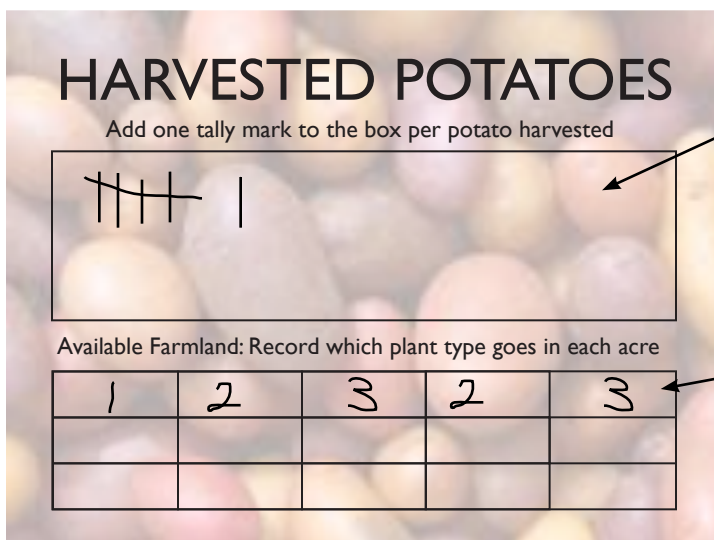 HARVESTED POTATOES
Add one tally mark to the box per potato harvested
Available Farmland: Record which plant type goes in each acre
1 2 3 2 3